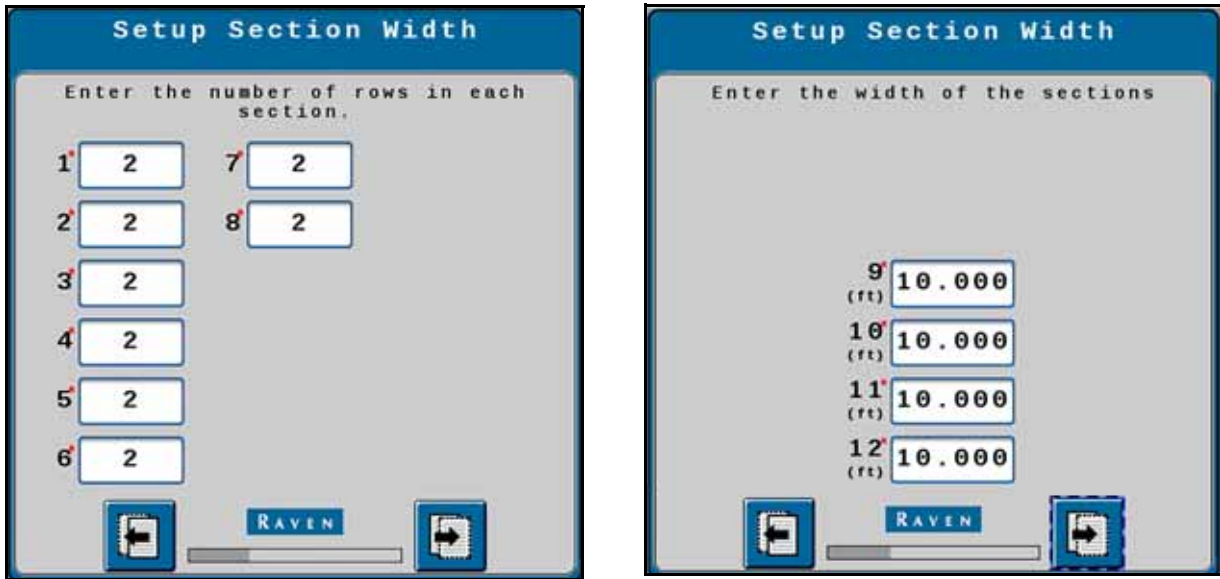 Setup Section Width
Enter the number of rows in each
section.
1* 2
7* 2
2* 2
8* 2
3* 2
4* 2
5* 2
6* 2
RAVEN
Setup Section Width
Enter the width of the sections
9* 10.000
(ft)
10* 10.000
(ft)
11* 10.000
(ft)
12* 10.000
(ft)
RAVEN